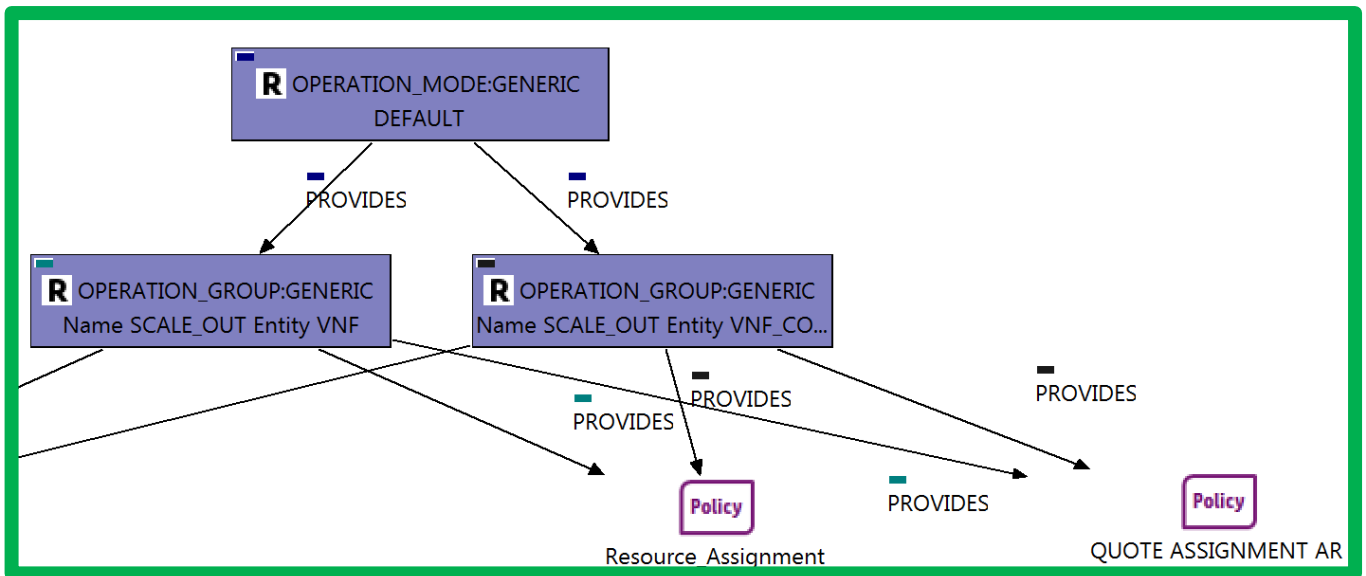 R OPERATION_MODE:GENERIC
DEFAULT
PROVIDES
PROVIDES
R OPERATION_GROUP:GENERIC
Name SCALE_OUT Entity VNF
R OPERATION_GROUP:GENERIC
Name SCALE_OUT Entity VNF_CO...
PROVIDES
PROVIDES
PROVIDES
PROVIDES
Policy
Resource_Assignment
Policy
QUOTE ASSIGNMENT AR